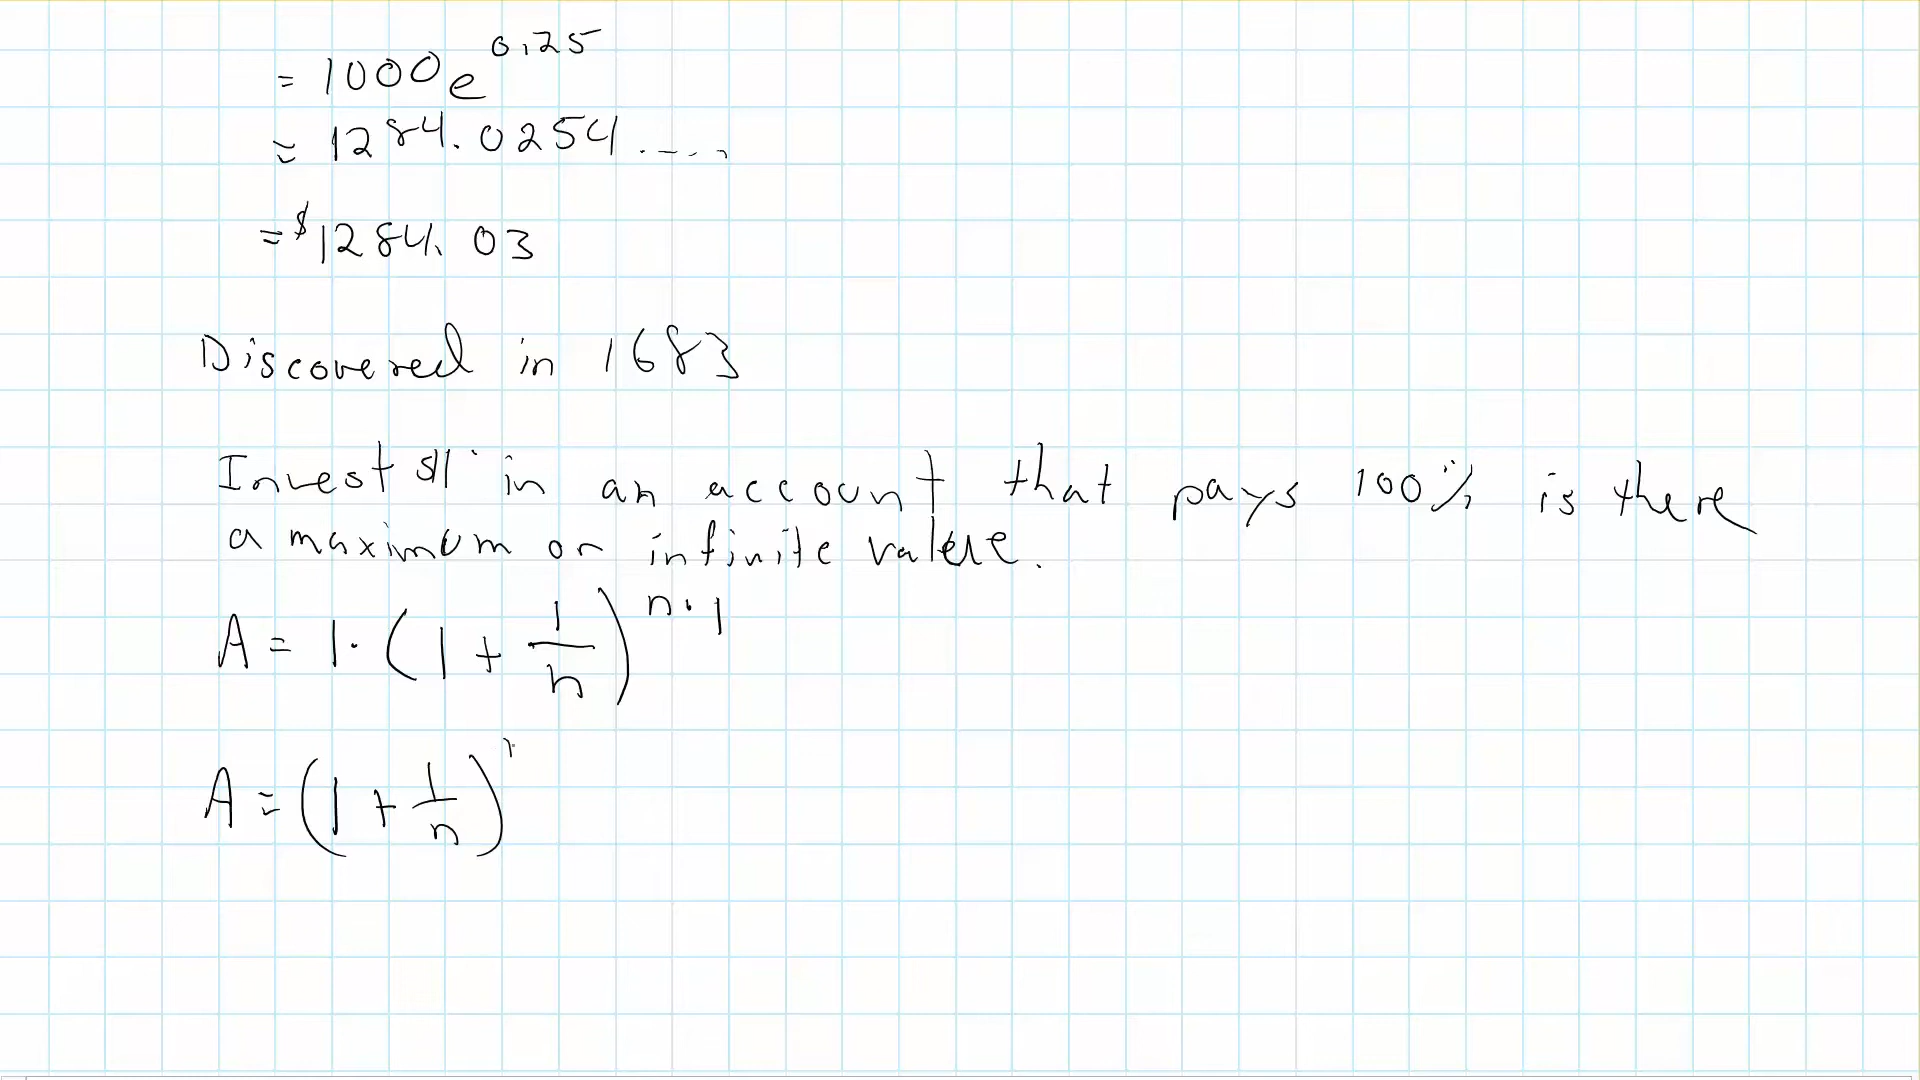 = 1000e^0.25
≈ 1284.0254....
= $1284.03
Discovered in 1683
Invest $1 in an account that pays 100% is there
a maximum or infinite value.
A = 1·(1 + 1/n)^n·1
A = (1 + 1/n)